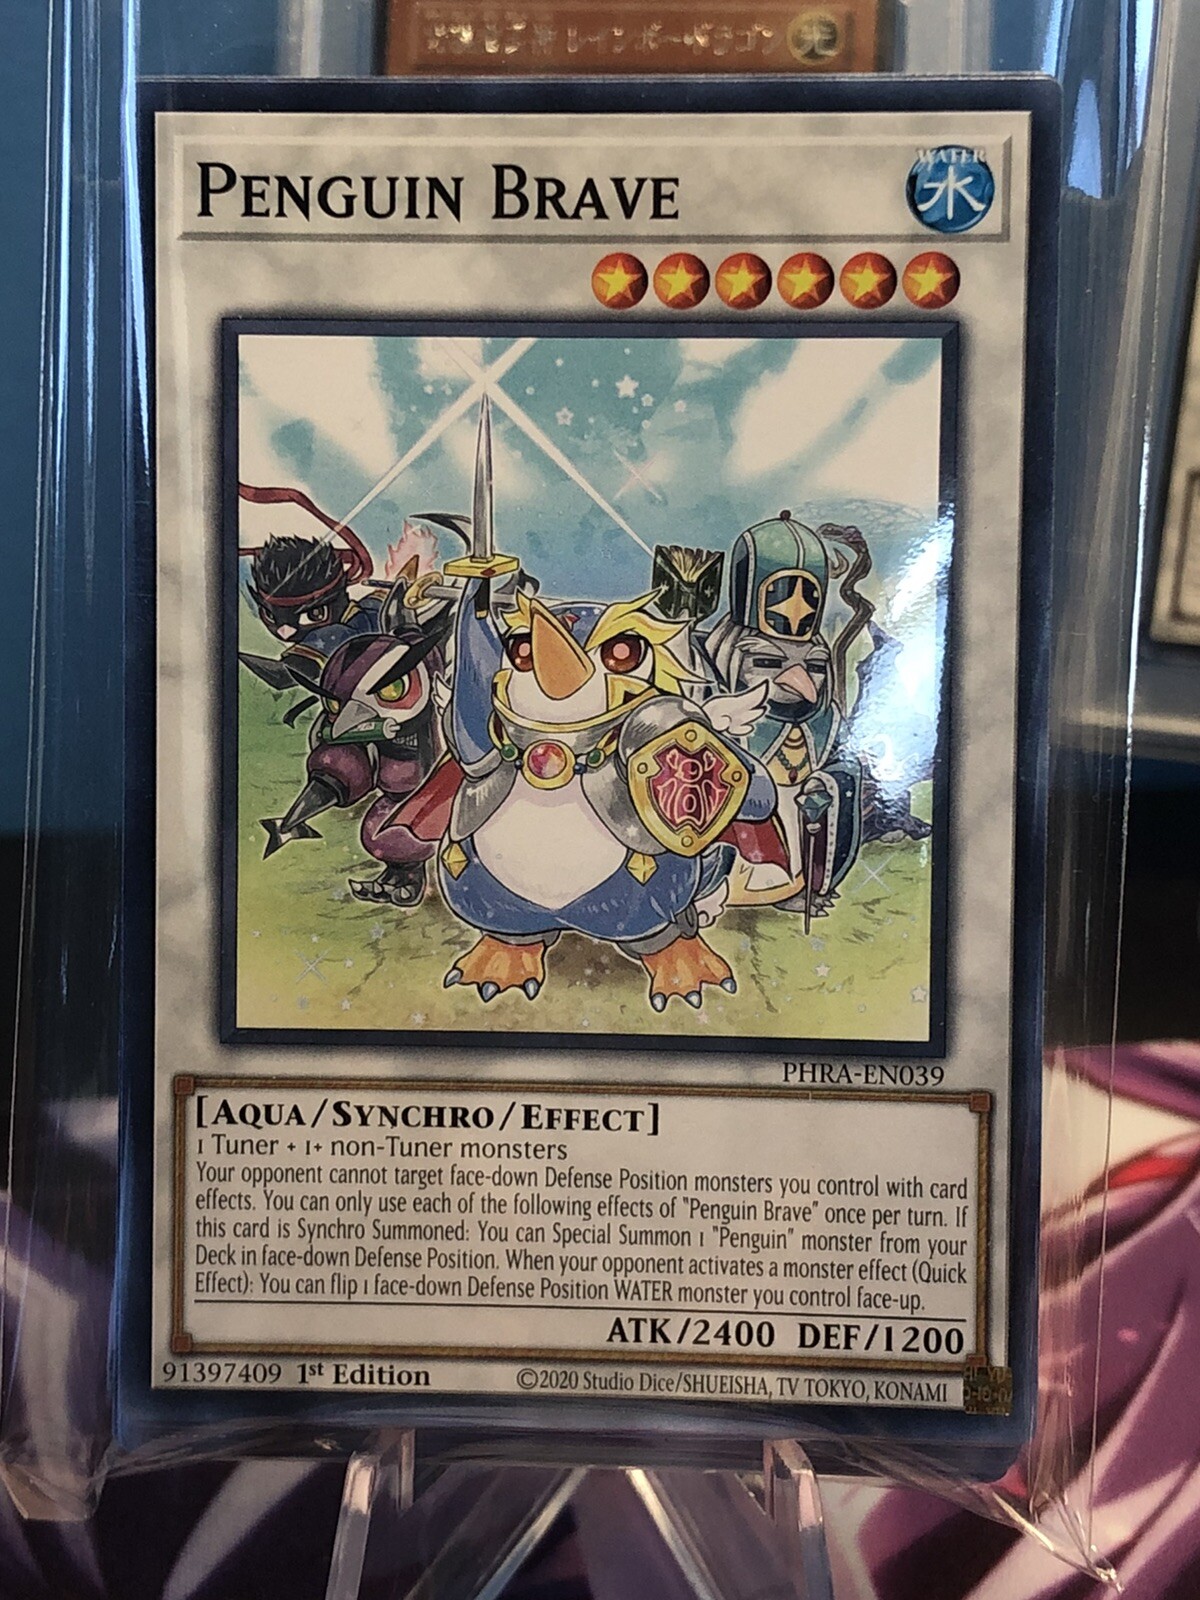 PENGUIN BRAVE
WATER
水
PHRA-EN039
[AQUA/SYNCHRO/EFFECT]
1 Tuner + 1+ non-Tuner monsters
Your opponent cannot target face-down Defense Position monsters you control with card
effects. You can only use each of the following effects of "Penguin Brave" once per turn. If
this card is Synchro Summoned: You can Special Summon 1 "Penguin" monster from your
Deck in face-down Defense Position. When your opponent activates a monster effect (Quick
Effect): You can flip 1 face-down Defense Position WATER monster you control face-up.
ATK/2400 DEF/1200
91397409 1st Edition
©2020 Studio Dice/SHUEISHA, TV TOKYO, KONAMI